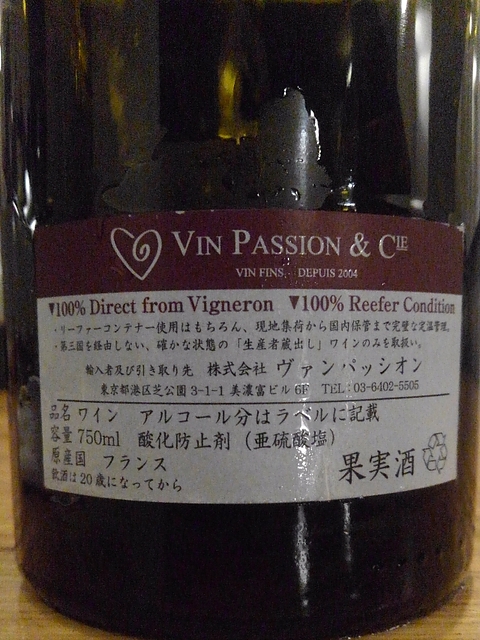 VIN PASSION & CIE
VIN FINS, - DEPUIS 2004
▼100% Direct from Vigneron ▼100% Reefer Condition
・リーファーコンテナー使用はもちろん、現地集荷から国内保管まで完璧な定温管理。
・第三国を経由しない、確かな状態の「生産者蔵出し」ワインのみを取扱い。
輸入者及び引き取り先 株式会社 ヴァンパッシオン
東京都港区芝公園 3-1-1 美濃富ビル 6F TEL:03-6402-5505
品名 ワイン アルコール分はラベルに記載
容量 750ml 酸化防止剤(亜硫酸塩)
原産国 フランス
飲酒は20歳になってから
果実酒